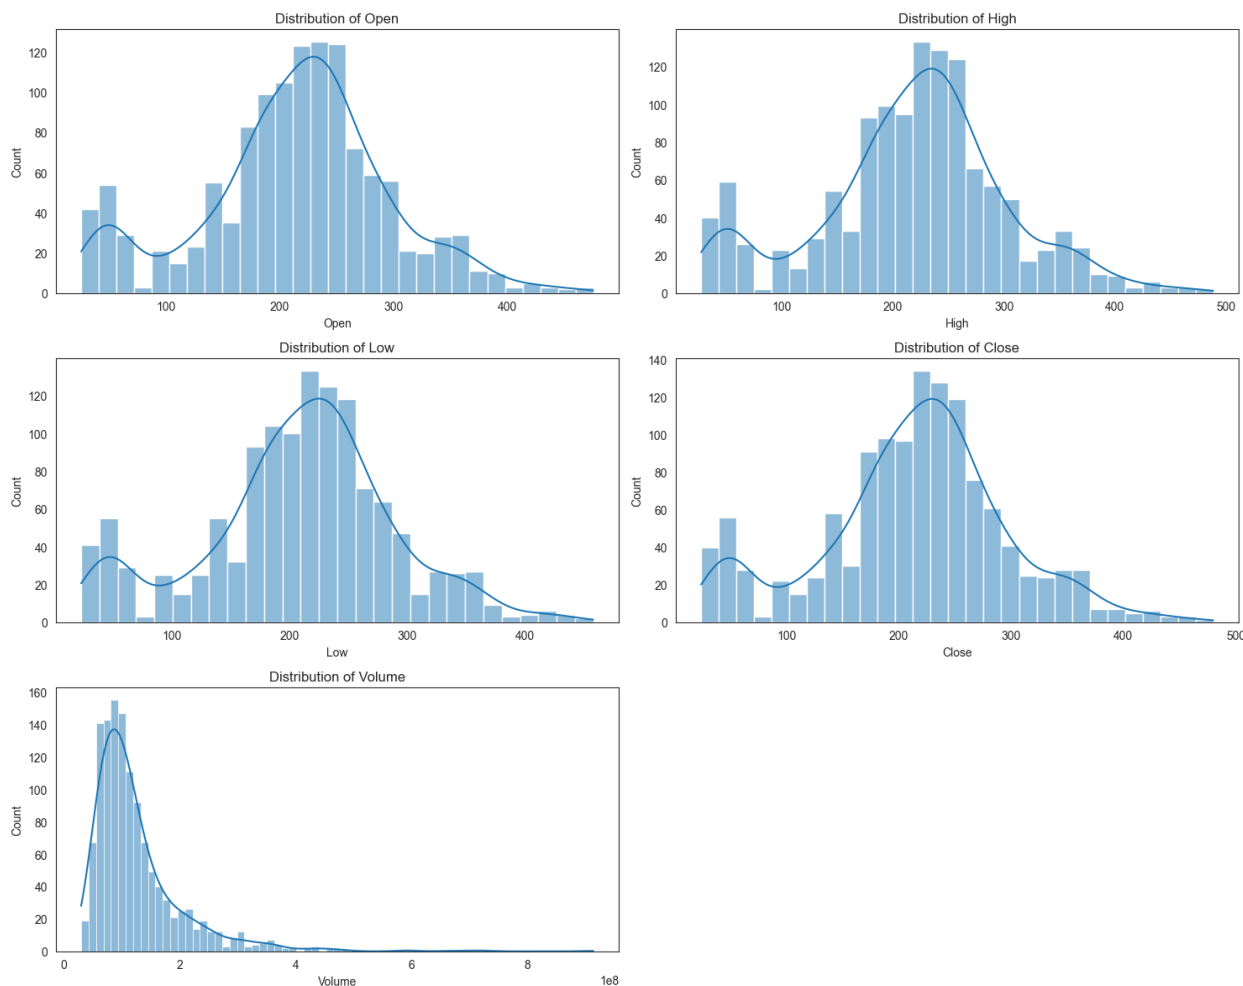 Distribution of Open
120
100
80
60
40
20
0
Count
100 200 300 400
Open
Distribution of High
120
100
80
60
40
20
0
Count
100 200 300 400 500
High
Distribution of Low
120
100
80
60
40
20
0
Count
100 200 300 400
Low
Distribution of Close
140
120
100
80
60
40
20
0
Count
100 200 300 400 500
Close
Distribution of Volume
160
140
120
100
80
60
40
20
0
Count
0 2 4 6 8
1e8
Volume